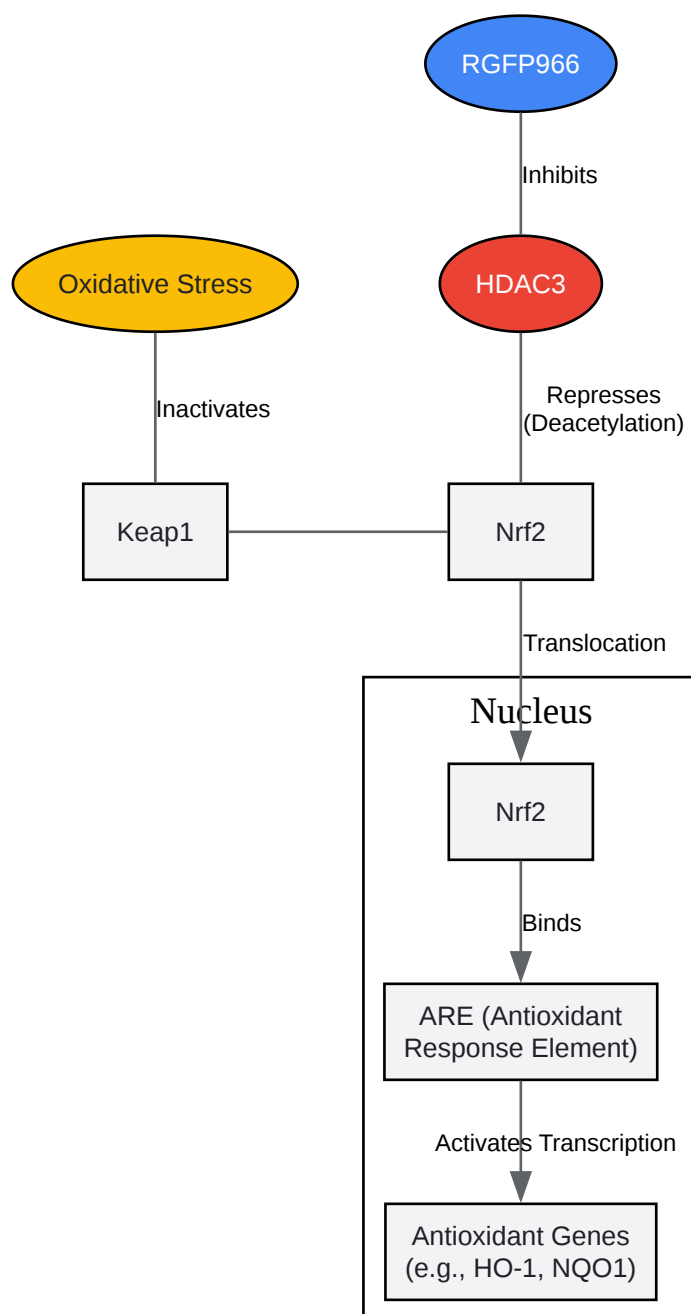 RGFP966
Inhibits
Oxidative Stress
HDAC3
Inactivates
Represses
(Deacetylation)
Keap1
Nrf2
Translocation
Nucleus
Nrf2
Binds
ARE (Antioxidant
Response Element)
Activates Transcription
Antioxidant Genes
(e.g., HO-1, NQO1)